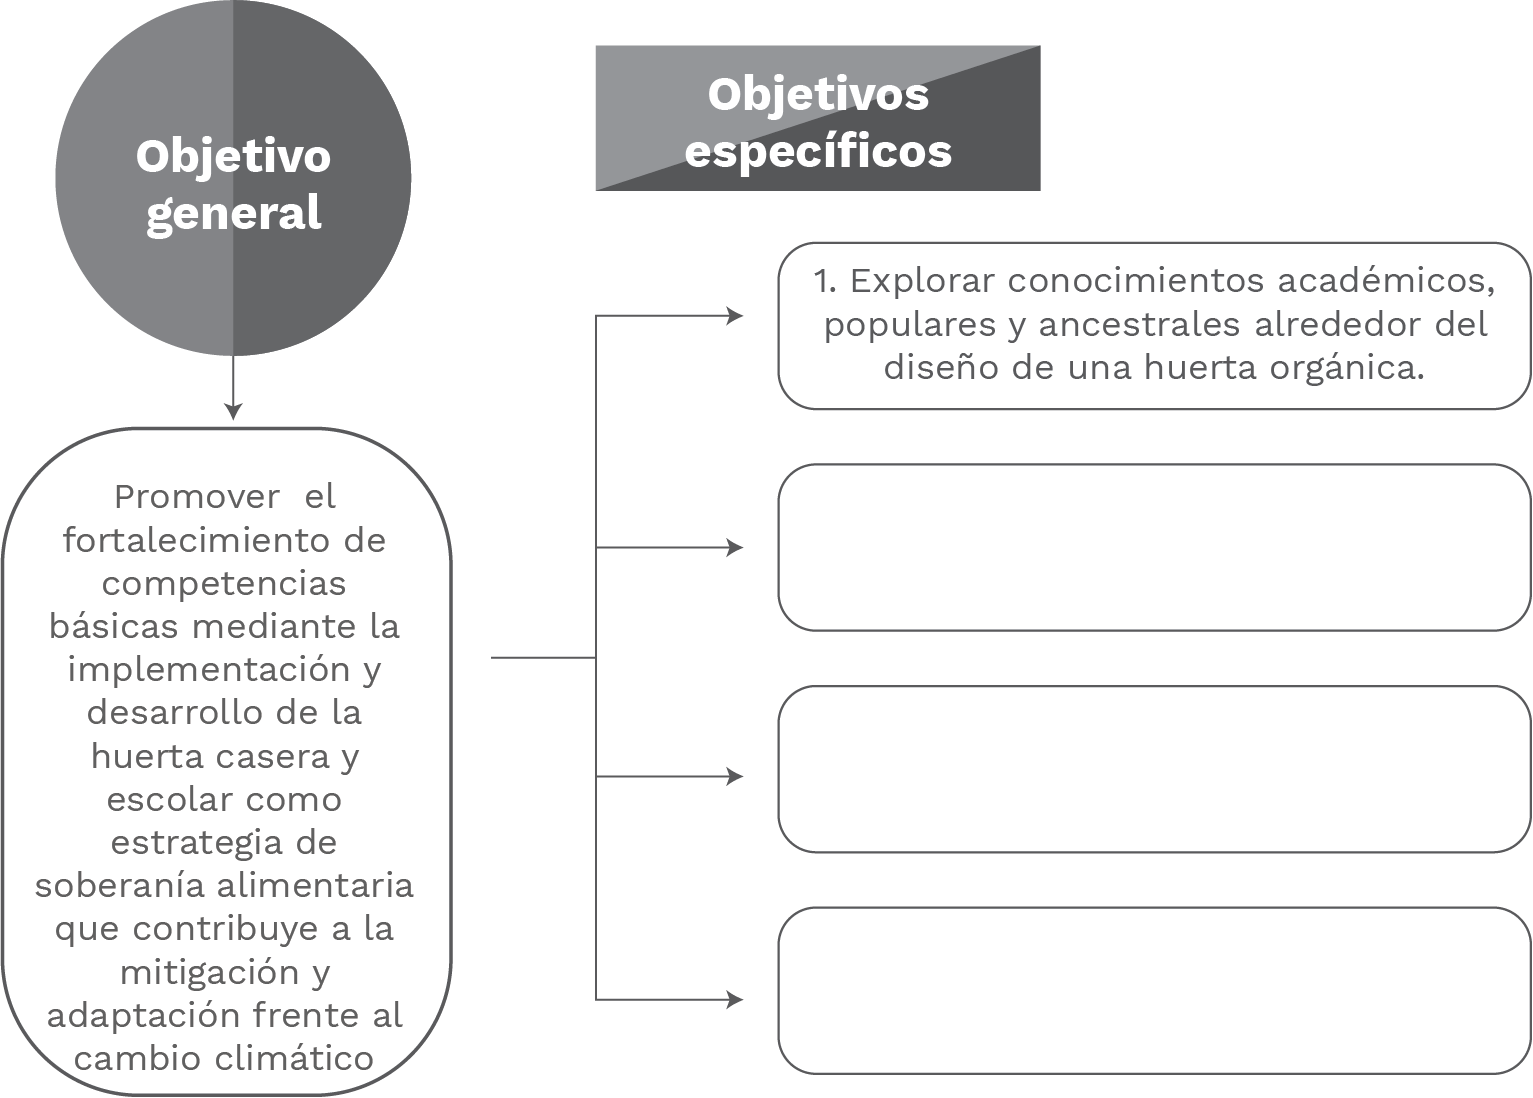 Objetivo
general
Objetivos
específicos
Promover  el
fortalecimiento de
competencias
básicas mediante la
implementación y
desarrollo de la
huerta casera y
escolar como
estrategia de
soberanía alimentaria
que contribuye a la
mitigación y
adaptación frente al
cambio climático
1. Explorar conocimientos académicos,
populares y ancestrales alrededor del
diseño de una huerta orgánica.